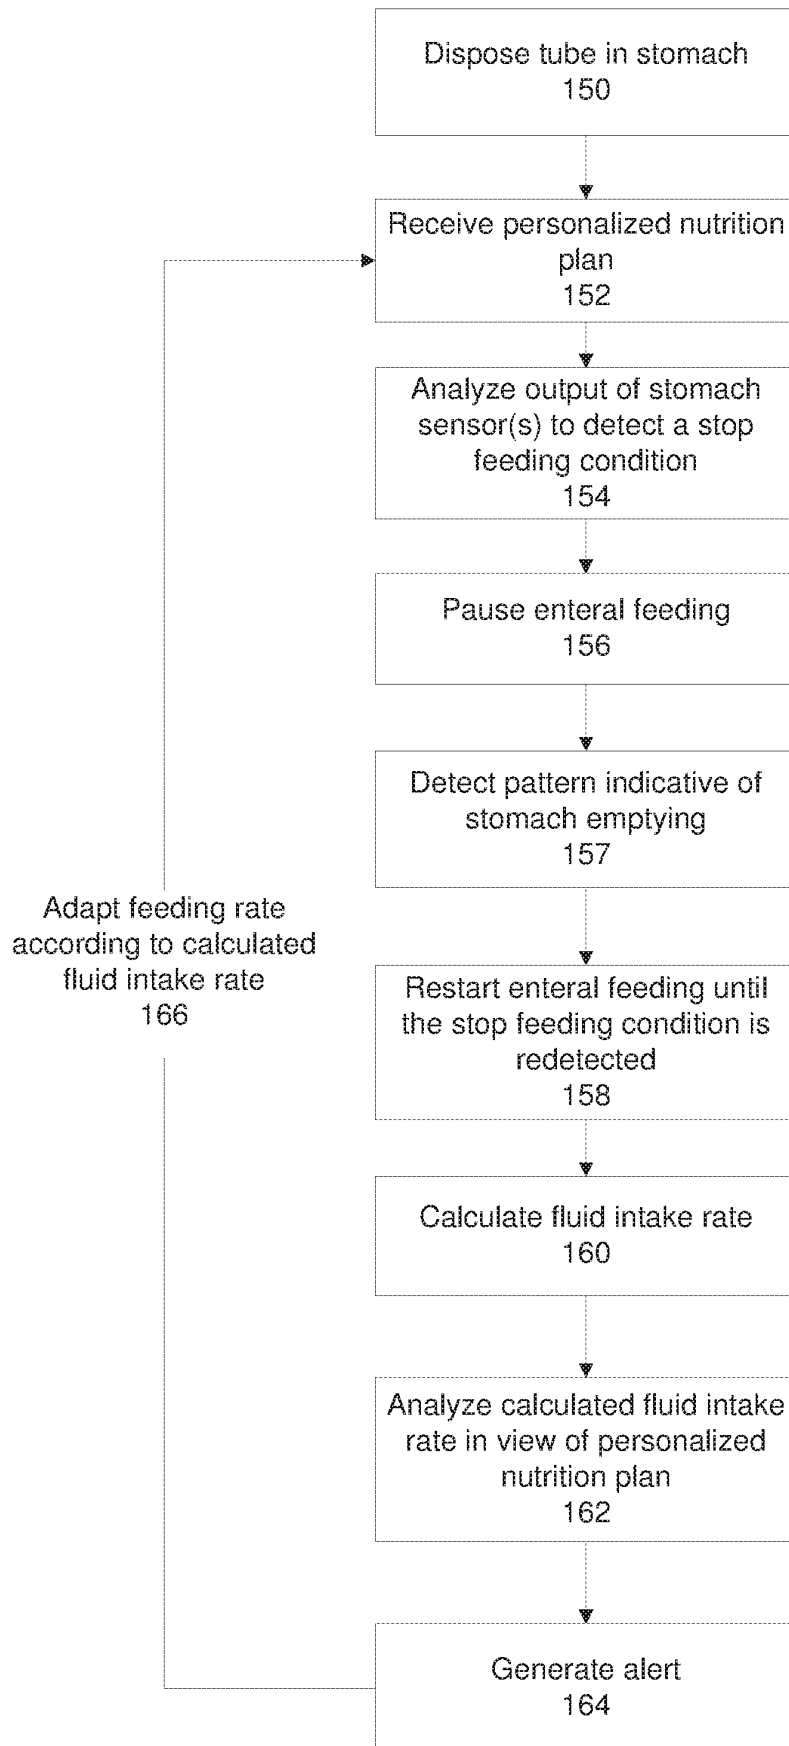 Dispose tube in stomach
150
Receive personalized nutrition
plan
152
Analyze output of stomach
sensor(s) to detect a stop
feeding condition
154
Pause enteral feeding
156
Detect pattern indicative of
stomach emptying
157
Adapt feeding rate
according to calculated
fluid intake rate
166
Restart enteral feeding until
the stop feeding condition is
redetected
158
Calculate fluid intake rate
160
Analyze calculated fluid intake
rate in view of personalized
nutrition plan
162
Generate alert
164